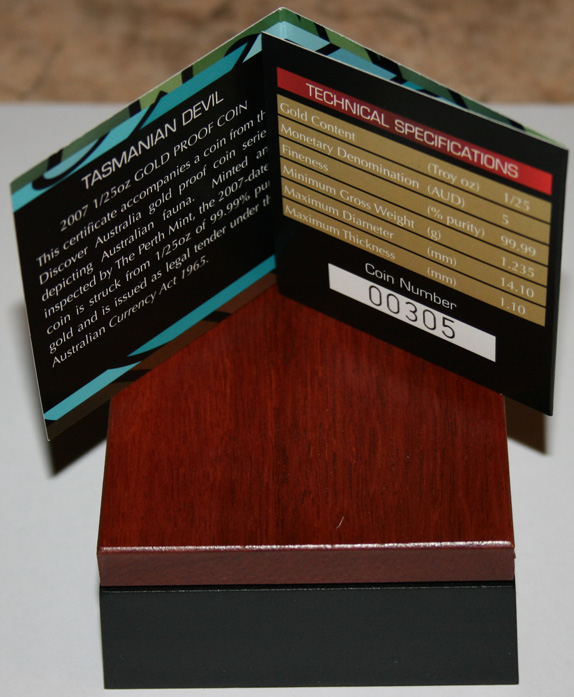 TASMANIAN DEVIL
2007 1/25oz GOLD PROOF COIN
This certificate accompanies a coin from th
Discover Australia gold proof coin serie
depicting Australian fauna. Minted an
inspected by The Perth Mint, the 2007-date
coin is struck from 1/25oz of 99.99% pu
gold and is issued as legal tender under th
Australian Currency Act 1965.
TECHNICAL SPECIFICATIONS
Gold Content (Troy oz) 1/25
Monetary Denomination (AUD) 5
Fineness (% purity) 99.99
Minimum Gross Weight (g) 1.235
Maximum Diameter (mm) 14.10
Maximum Thickness (mm) 1.10
Coin Number
00305